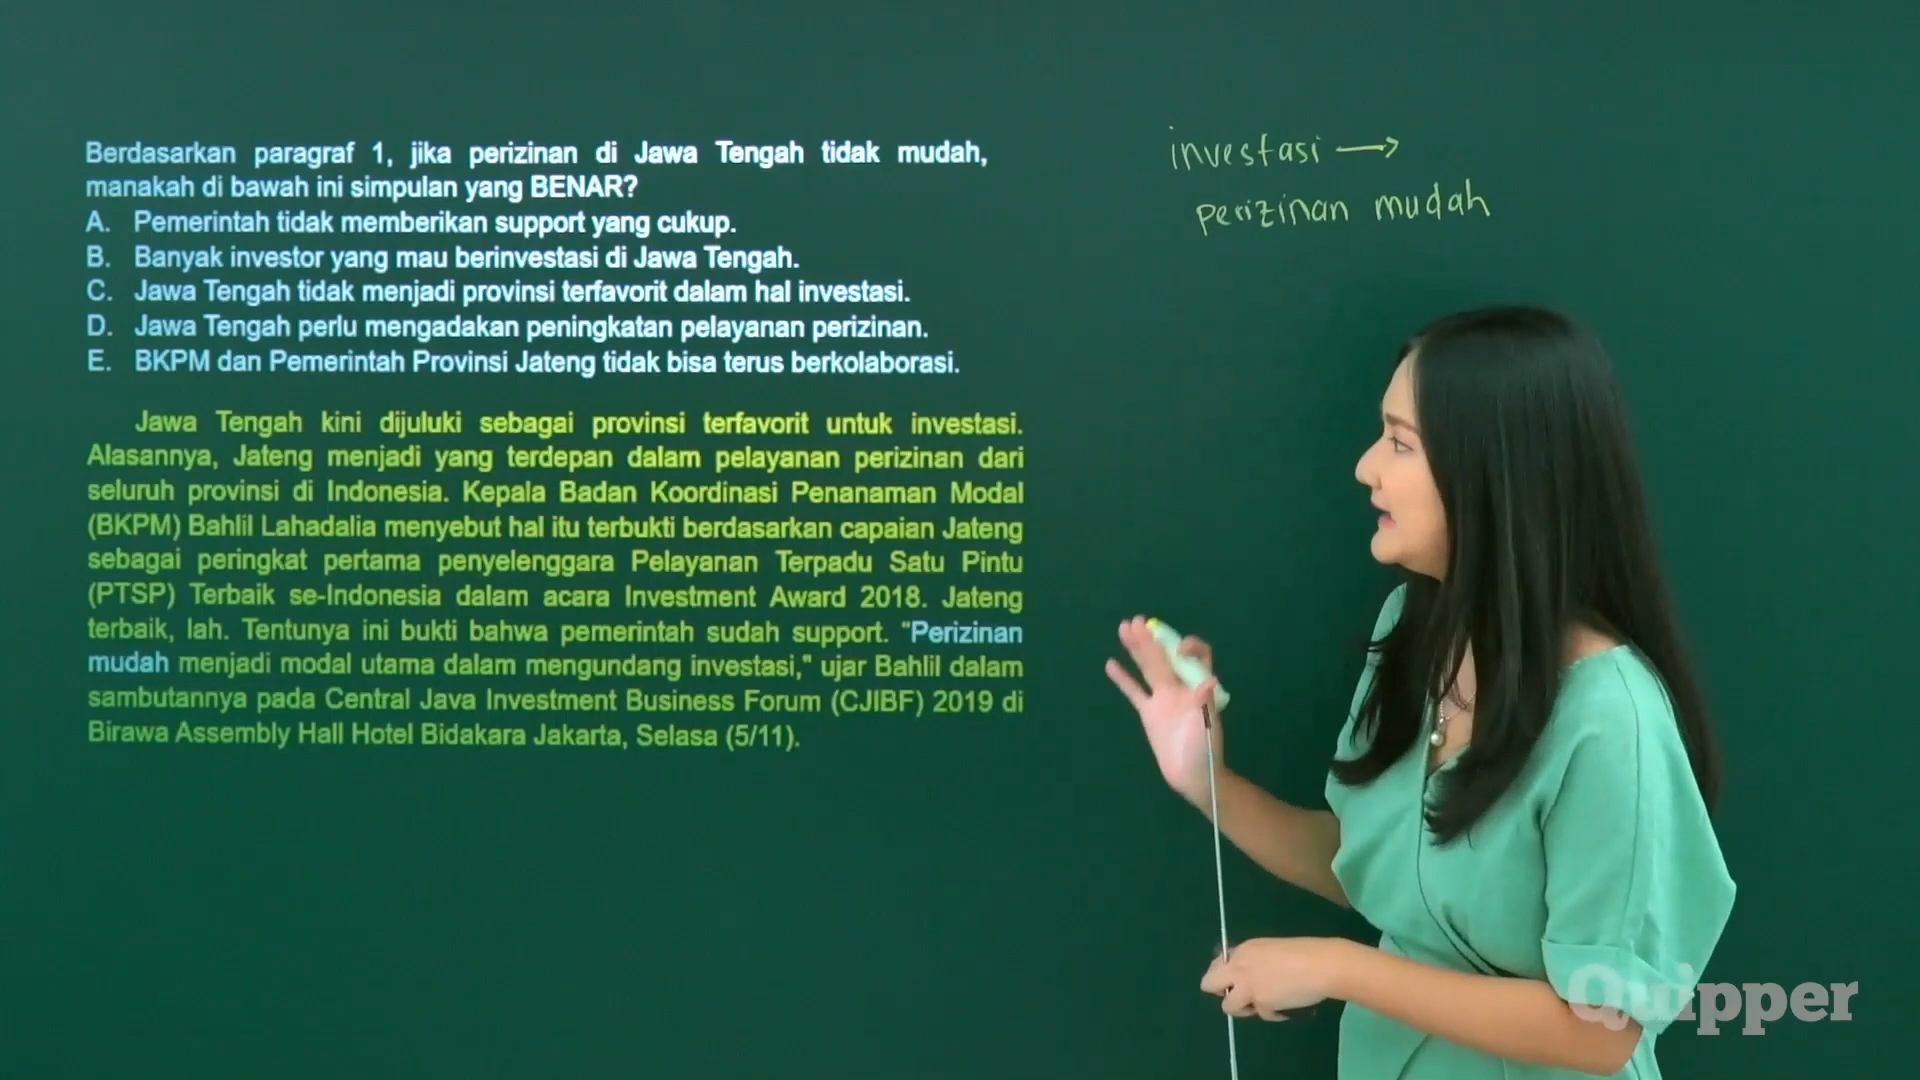 Berdasarkan paragraf 1, jika perizinan di Jawa Tengah tidak mudah,
manakah di bawah ini simpulan yang BENAR?
A. Pemerintah tidak memberikan support yang cukup.
B. Banyak investor yang mau berinvestasi di Jawa Tengah.
C. Jawa Tengah tidak menjadi provinsi terfavorit dalam hal investasi.
D. Jawa Tengah perlu mengadakan peningkatan pelayanan perizinan.
E. BKPM dan Pemerintah Provinsi Jateng tidak bisa terus berkolaborasi.
Jawa Tengah kini dijuluki sebagai provinsi terfavorit untuk investasi.
Alasannya, Jateng menjadi yang terdepan dalam pelayanan perizinan dari
seluruh provinsi di Indonesia. Kepala Badan Koordinasi Penanaman Modal
(BKPM) Bahlil Lahadalia menyebut hal itu terbukti berdasarkan capaian Jateng
sebagai peringkat pertama penyelenggara Pelayanan Terpadu Satu Pintu
(PTSP) Terbaik se-Indonesia dalam acara Investment Award 2018. Jateng
terbaik, lah. Tentunya ini bukti bahwa pemerintah sudah support. "Perizinan
mudah menjadi modal utama dalam mengundang investasi," ujar Bahlil dalam
sambutannya pada Central Java Investment Business Forum (CJIBF) 2019 di
Birawa Assembly Hall Hotel Bidakara Jakarta, Selasa (5/11).
investasi →
perizinan mudah
Quipper